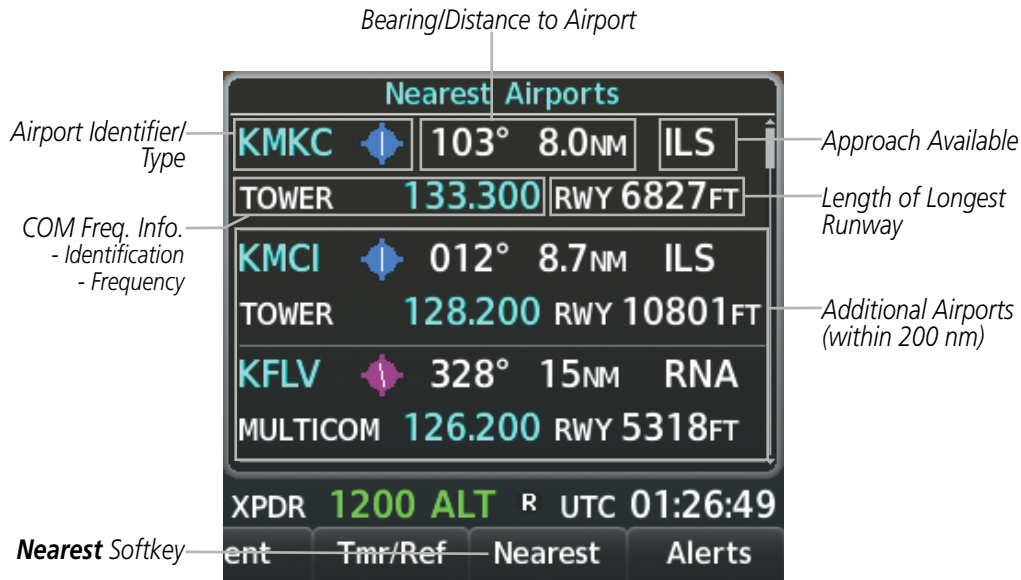 Bearing/Distance to Airport
Nearest Airports
Airport Identifier/
Type
KMKC 103° 8.0NM ILS
Approach Available
TOWER 133.300 RWY 6827FT
Length of Longest
Runway
COM Freq. Info.
- Identification
- Frequency
KMCI 012° 8.7NM ILS
TOWER 128.200 RWY 10801FT
Additional Airports
(within 200 nm)
KFLV 328° 15NM RNA
MULTICOM 126.200 RWY 5318FT
XPDR 1200 ALT R UTC 01:26:49
Nearest Softkey
ent Tmr/Ref Nearest Alerts